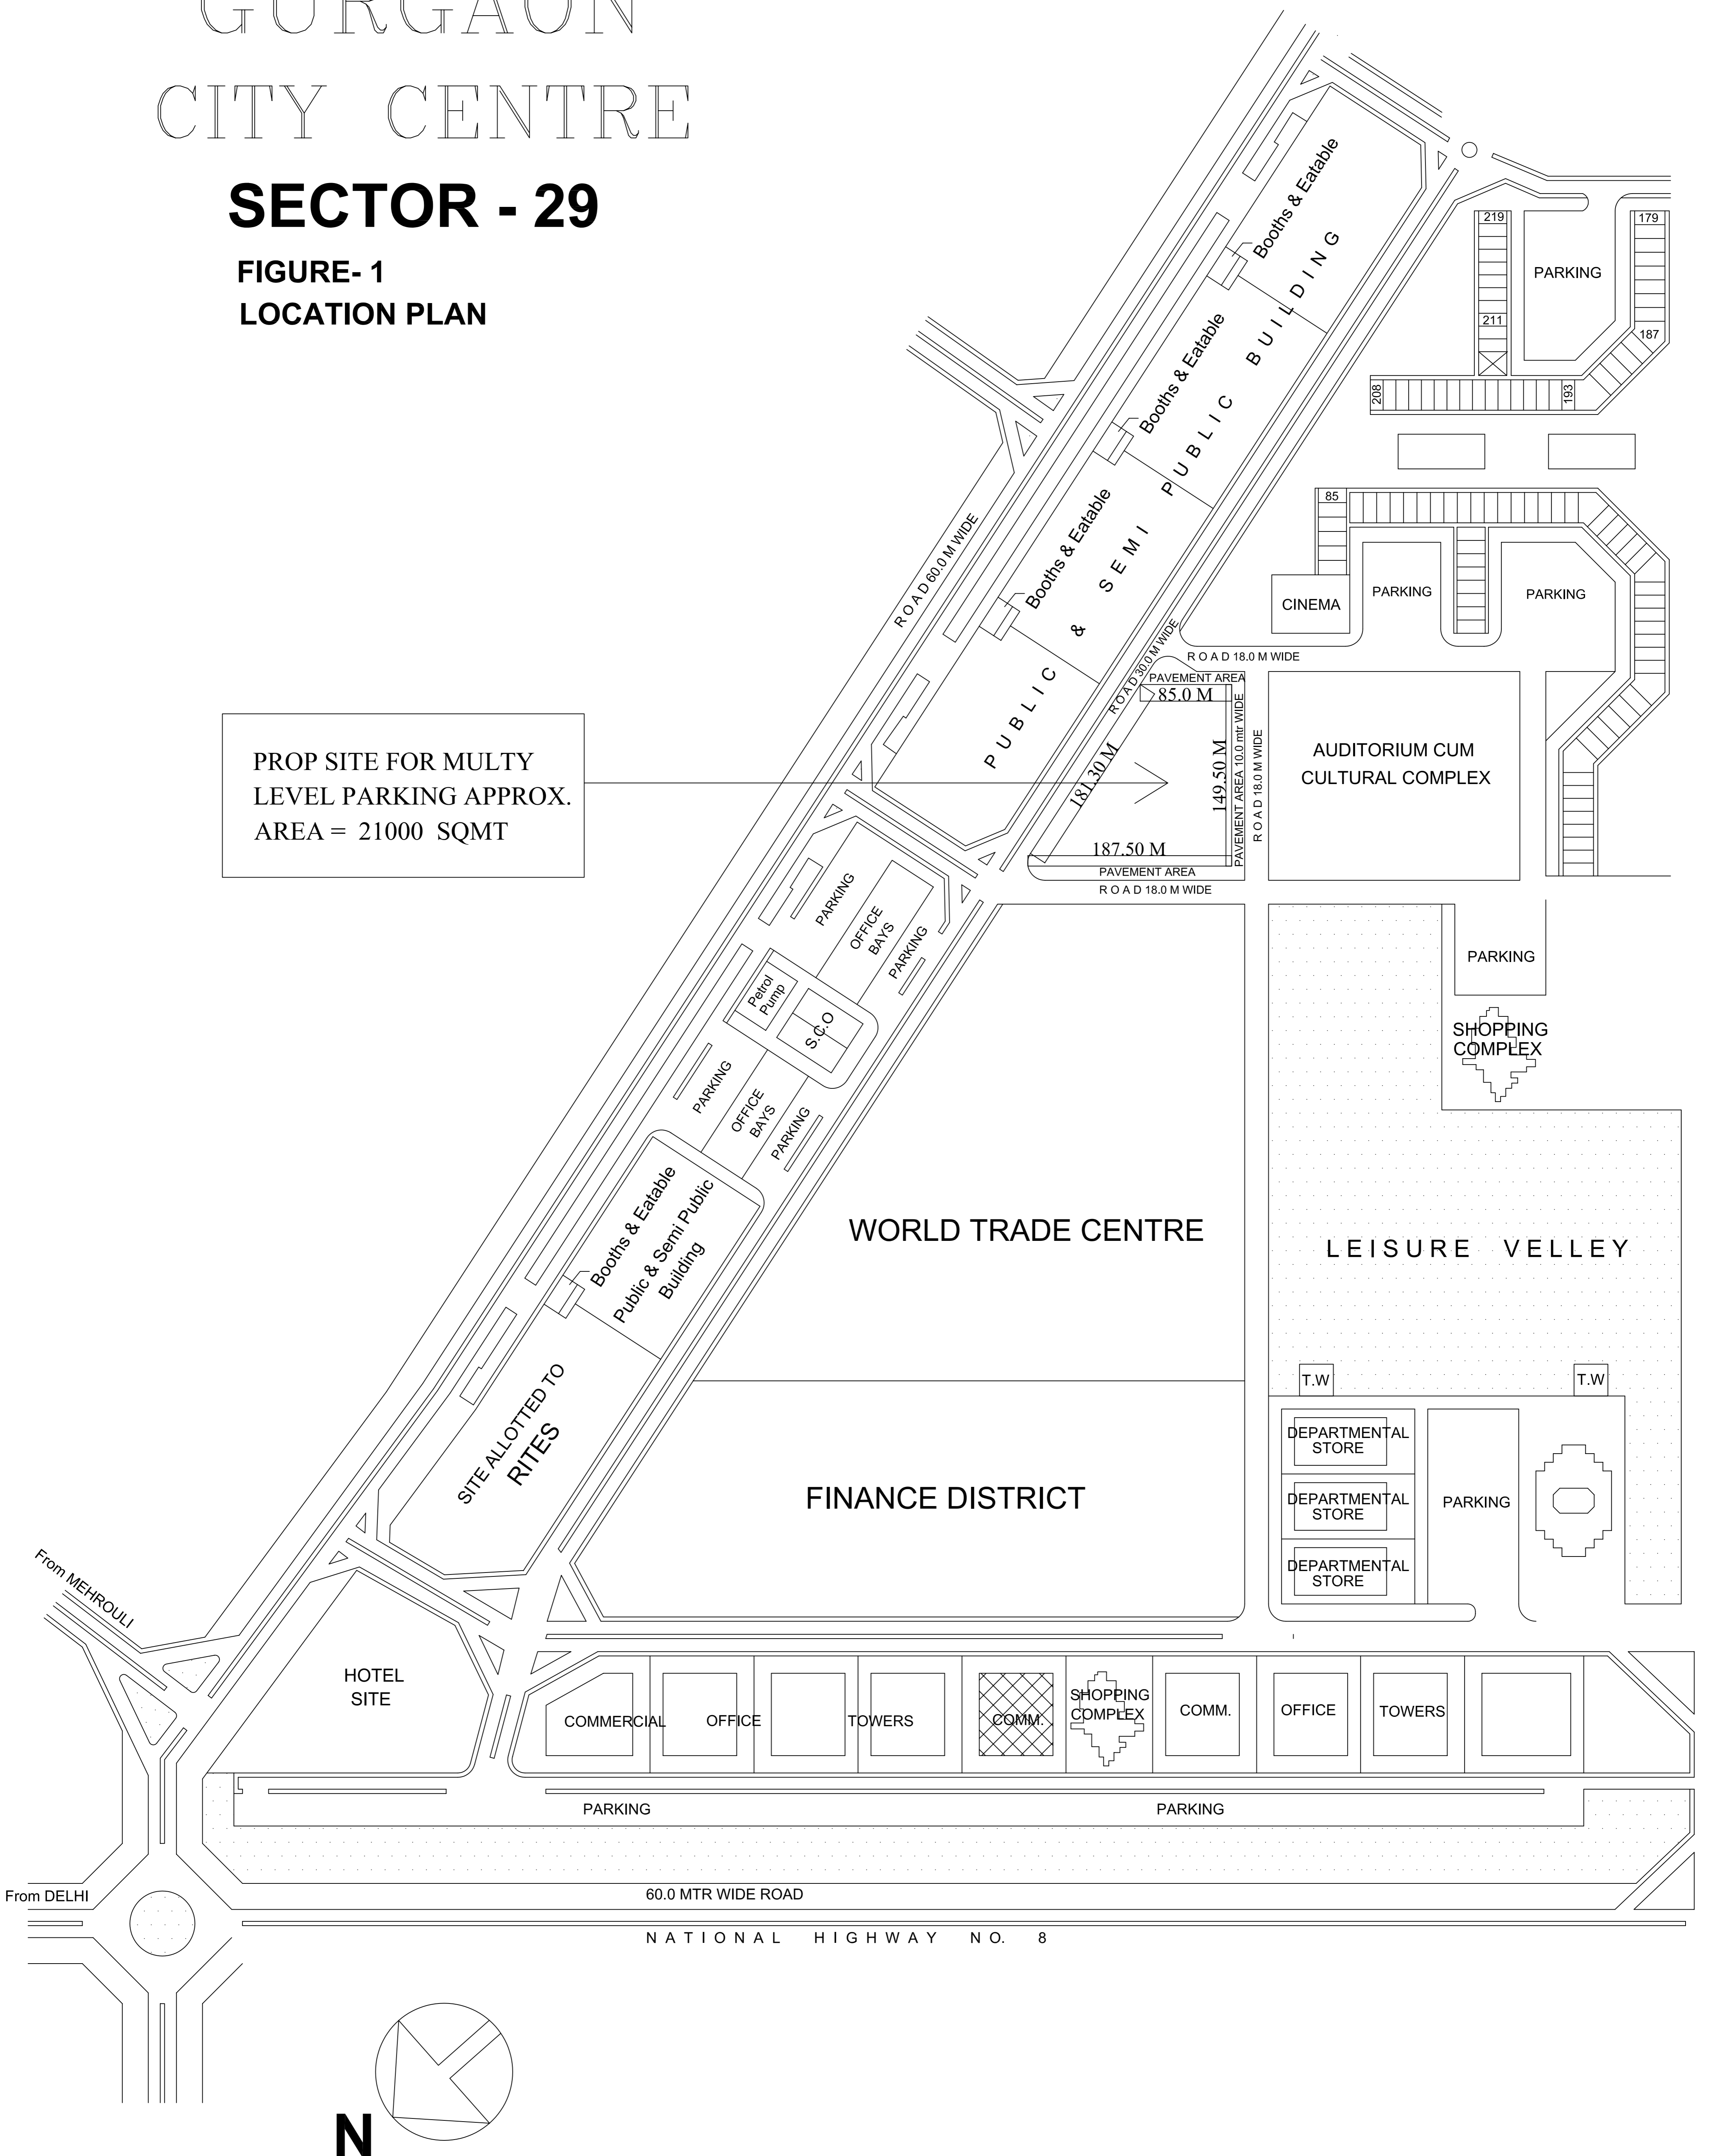 GURGAON
CITY CENTRE
SECTOR - 29
FIGURE- 1
LOCATION PLAN
Booths & Eatable
Booths & Eatable
Booths & Eatable
PUBLIC & SEMI PUBLIC BUILDING
219
211
PARKING
179
187
208
193
85
CINEMA
PARKING
PARKING
ROAD 60.0 M WIDE
ROAD 30.0 M WIDE
ROAD 18.0 M WIDE
PAVEMENT AREA
85.0 M
181.30 M
149.50 M
PAVEMENT AREA 10.0 mtr WIDE
ROAD 18.0 M WIDE
187.50 M
PAVEMENT AREA
ROAD 18.0 M WIDE
AUDITORIUM CUM
CULTURAL COMPLEX
PROP SITE FOR MULTY
LEVEL PARKING APPROX.
AREA = 21000 SQMT
PARKING
OFFICE
BAYS
PARKING
Petrol
Pump
S.C.O
PARKING
OFFICE
BAYS
PARKING
PARKING
SHOPPING
COMPLEX
Booths & Eatable
Public & Semi Public
Building
WORLD TRADE CENTRE
LEISURE VELLEY
T.W
T.W
SITE ALLOTTED TO
RITES
FINANCE DISTRICT
DEPARTMENTAL
STORE
DEPARTMENTAL
STORE
DEPARTMENTAL
STORE
PARKING
From MEHROULI
HOTEL
SITE
COMMERCIAL OFFICE TOWERS
COMM.
SHOPPING
COMPLEX
COMM. OFFICE TOWERS
PARKING
PARKING
From DELHI
60.0 MTR WIDE ROAD
NATIONAL HIGHWAY NO. 8
N